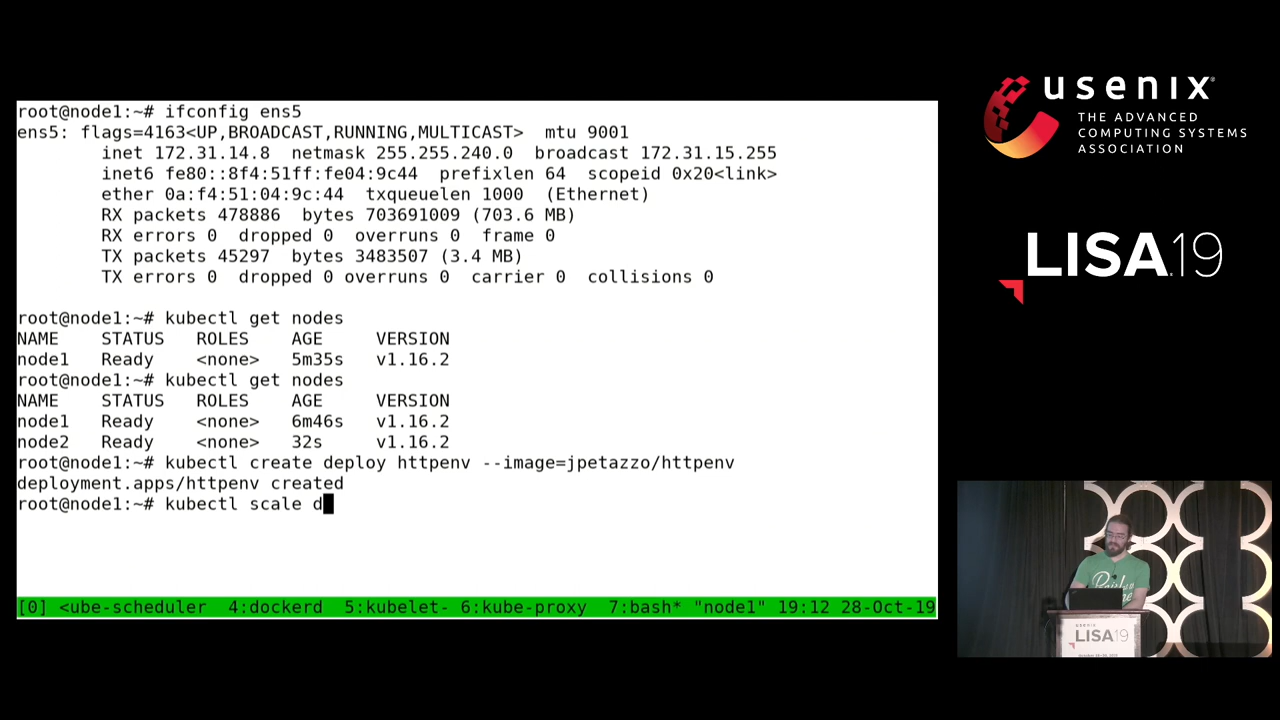 root@node1:~# ifconfig ens5
ens5: flags=4163<UP,BROADCAST,RUNNING,MULTICAST>  mtu 9001
        inet 172.31.14.8  netmask 255.255.240.0  broadcast 172.31.15.255
        inet6 fe80::8f4:51ff:fe04:9c44  prefixlen 64  scopeid 0x20<link>
        ether 0a:f4:51:04:9c:44  txqueuelen 1000  (Ethernet)
        RX packets 478886  bytes 703691009 (703.6 MB)
        RX errors 0  dropped 0  overruns 0  frame 0
        TX packets 45297  bytes 3483507 (3.4 MB)
        TX errors 0  dropped 0 overruns 0  carrier 0  collisions 0
root@node1:~# kubectl get nodes
NAME    STATUS   ROLES    AGE     VERSION
node1   Ready    <none>   5m35s   v1.16.2
root@node1:~# kubectl get nodes
NAME    STATUS   ROLES    AGE     VERSION
node1   Ready    <none>   6m46s   v1.16.2
node2   Ready    <none>   32s     v1.16.2
root@node1:~# kubectl create deploy httpenv --image=jpetazzo/httpenv
deployment.apps/httpenv created
root@node1:~# kubectl scale d
[0] <ube-scheduler  4:dockerd  5:kubelet- 6:kube-proxy  7:bash* "node1" 19:12 28-Oct-19
usenix
THE ADVANCED
COMPUTING SYSTEMS
ASSOCIATION
LISA19
usenix
LISA19